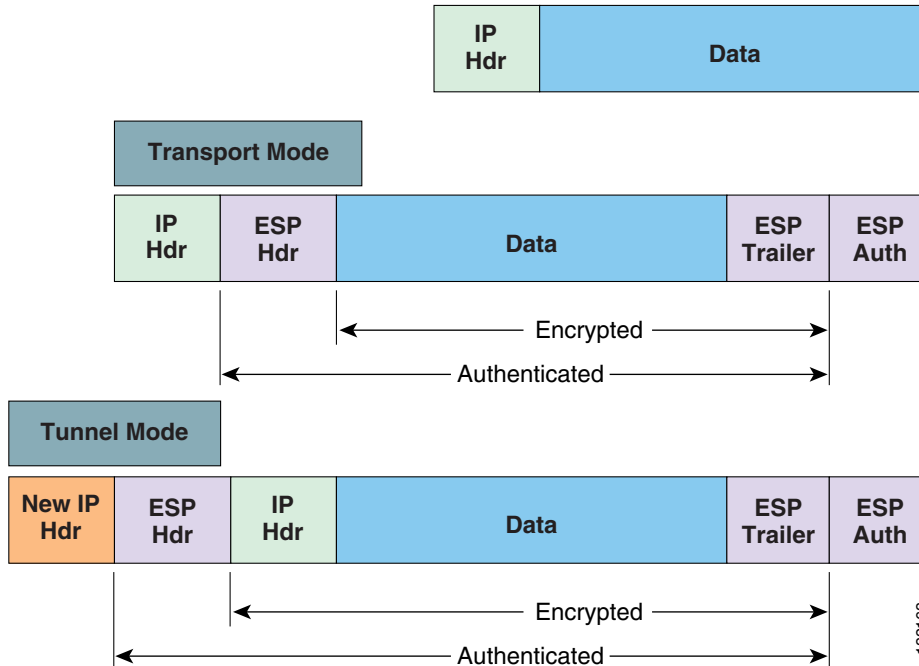 IP
Hdr
Data
Transport Mode
IP
Hdr
ESP
Hdr
Data
ESP
Trailer
ESP
Auth
Encrypted
Authenticated
Tunnel Mode
New IP
Hdr
ESP
Hdr
IP
Hdr
Data
ESP
Trailer
ESP
Auth
Encrypted
Authenticated